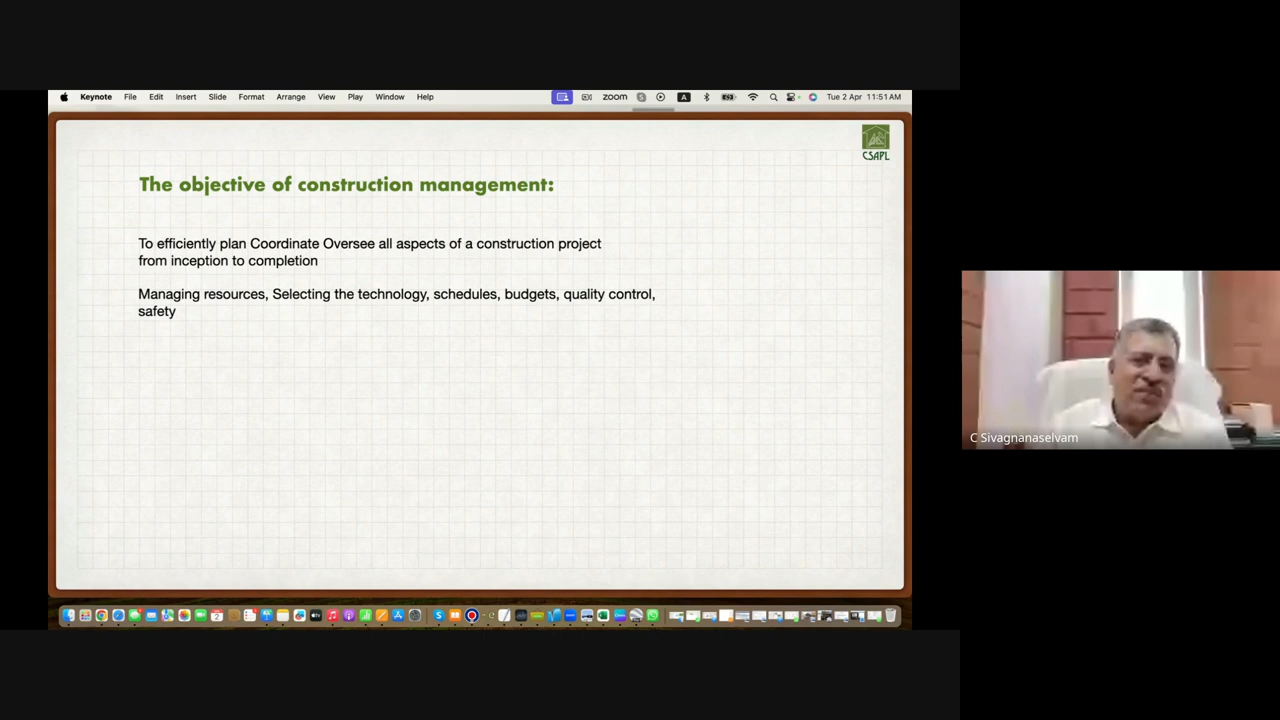 Keynote File Edit Insert Slide Format Arrange View Play Window Help zoom A Tue 2 Apr 11:51 AM
CSAPL
The objective of construction management:
To efficiently plan Coordinate Oversee all aspects of a construction project
from inception to completion
Managing resources, Selecting the technology, schedules, budgets, quality control,
safety
C Sivagnanaselvam